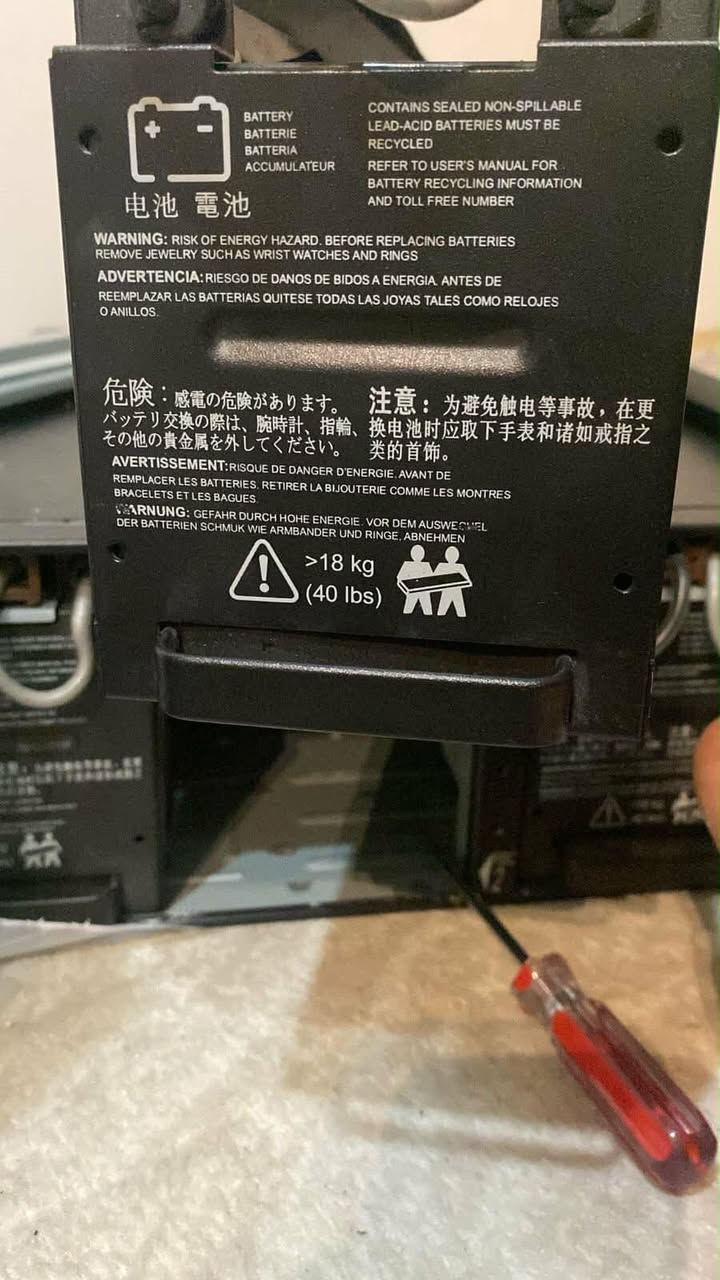 BATTERY
BATTERIE
BATTERIA
ACCUMULATEUR
电池 電池
CONTAINS SEALED NON-SPILLABLE
LEAD-ACID BATTERIES MUST BE
RECYCLED
REFER TO USER'S MANUAL FOR
BATTERY RECYCLING INFORMATION
AND TOLL FREE NUMBER
WARNING: RISK OF ENERGY HAZARD. BEFORE REPLACING BATTERIES
REMOVE JEWELRY SUCH AS WRIST WATCHES AND RINGS
ADVERTENCIA: RIESGO DE DANOS DE BIDOS A ENERGIA. ANTES DE
REEMPLAZAR LAS BATTERIAS QUITESE TODAS LAS JOYAS TALES COMO RELOJES
O ANILLOS.
危険：感電の危険があります。
バッテリ交換の際は、腕時計、指輪、
その他の貴金属を外してください。
注意：为避免触电等事故，在更
换电池时应取下手表和诸如戒指之
类的首饰。
AVERTISSEMENT: RISQUE DE DANGER D'ENERGIE. AVANT DE
REMPLACER LES BATTERIES. RETIRER LA BIJOUTERIE COMME LES MONTRES
BRACELETS ET LES BAGUES.
WARNUNG: GEFAHR DURCH HOHE ENERGIE. VOR DEM AUSWECHSEL
DER BATTERIEN SCHMUK WIE ARMBANDER UND RINGE, ABNEHMEN
>18 kg
(40 lbs)